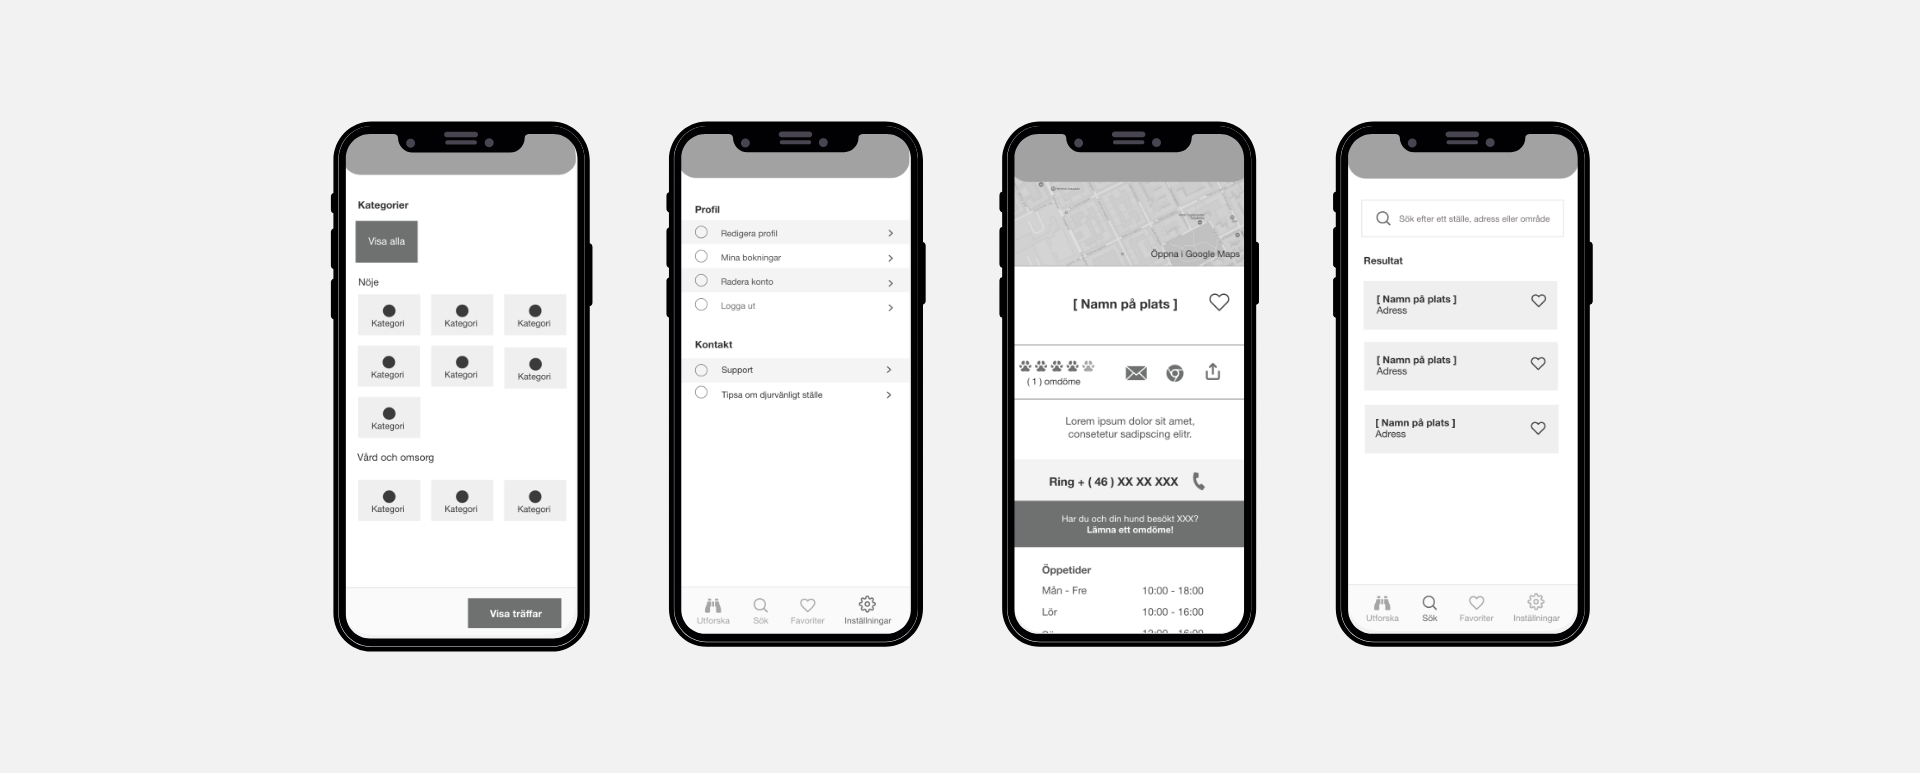 Kategorier
Visa alla
Nöje
Kategori
Kategori
Kategori
Kategori
Kategori
Kategori
Kategori
Vård och omsorg
Kategori
Kategori
Kategori
Visa träffar
Profil
Redigera profil
Mina bokningar
Radera konto
Logga ut
Kontakt
Support
Tipsa om djurvänligt ställe
Utforska
Sök
Favoriter
Inställningar
Öppna i Google Maps
[ Namn på plats ]
( 1 ) omdöme
Lorem ipsum dolor sit amet,
consetetur sadipscing elitr.
Ring + ( 46 ) XX XX XXX
Har du och din hund besökt XXX?
Lämna ett omdöme!
Öppetider
Mån - Fre 10:00 - 18:00
Lör 10:00 - 16:00
Sök efter ett ställe, adress eller område
Resultat
[ Namn på plats ]
Adress
[ Namn på plats ]
Adress
[ Namn på plats ]
Adress
Utforska
Sök
Favoriter
Inställningar